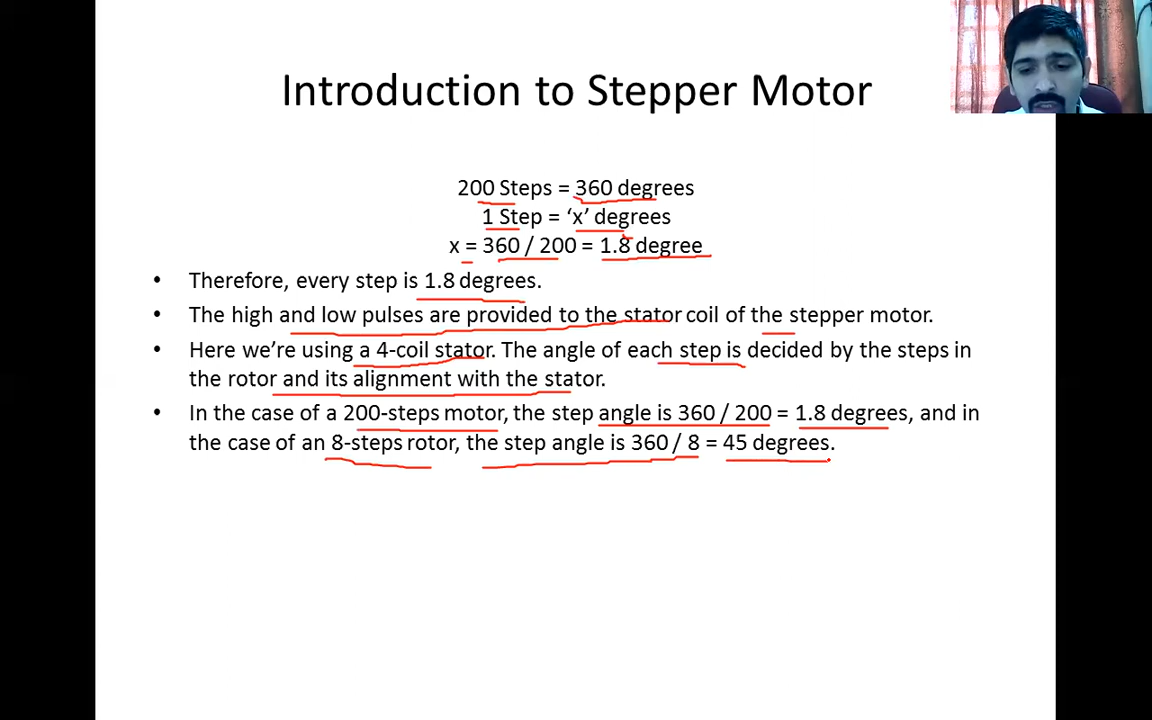 Introduction to Stepper Motor
200 Steps = 360 degrees
1 Step = ‘x’ degrees
x = 360 / 200 = 1.8 degree
• Therefore, every step is 1.8 degrees.
• The high and low pulses are provided to the stator coil of the stepper motor.
• Here we’re using a 4-coil stator. The angle of each step is decided by the steps in
the rotor and its alignment with the stator.
• In the case of a 200-steps motor, the step angle is 360 / 200 = 1.8 degrees, and in
the case of an 8-steps rotor, the step angle is 360 / 8 = 45 degrees.